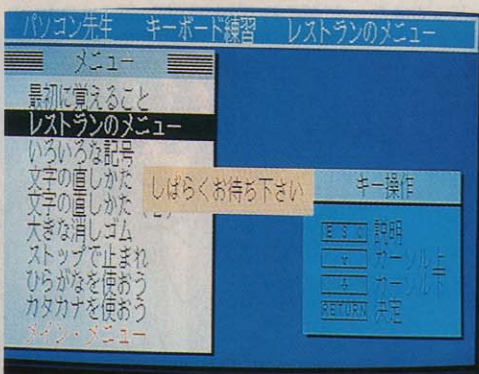 パソコン先生 キーボード練習 レストランのメニュー
メニュー
最初に覚えること
レストランのメニュー
いろいろな記号
文字の直しかた
文字の直しかた(2)
大きな消しゴム
ストップで止まれ
ひらがなを使おう
カタカナを使おう
メイン・メニュー
しばらくお待ち下さい
キー操作
ESC 説明
カーソル上
カーソル下
RETURN 決定